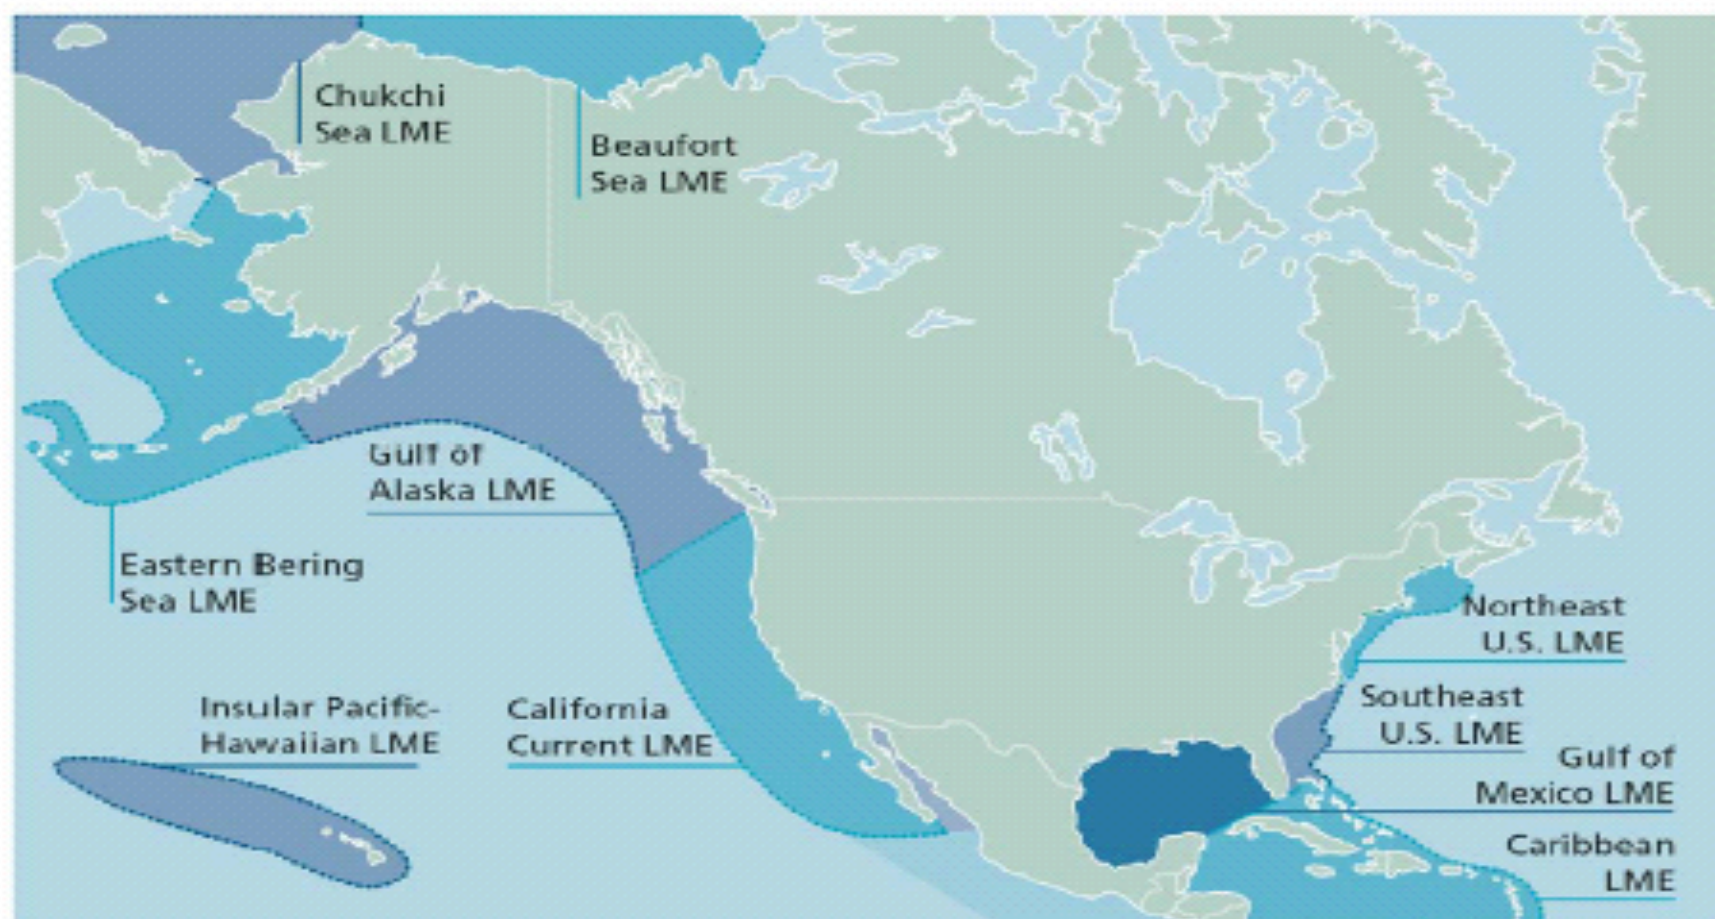 Chukchi
Sea LME
Beaufort
Sea LME
Gulf of
Alaska LME
Eastern Bering
Sea LME
Northeast
U.S. LME
Insular Pacific-
Hawaiian LME
California
Current LME
Southeast
U.S. LME
Gulf of
Mexico LME
Caribbean
LME